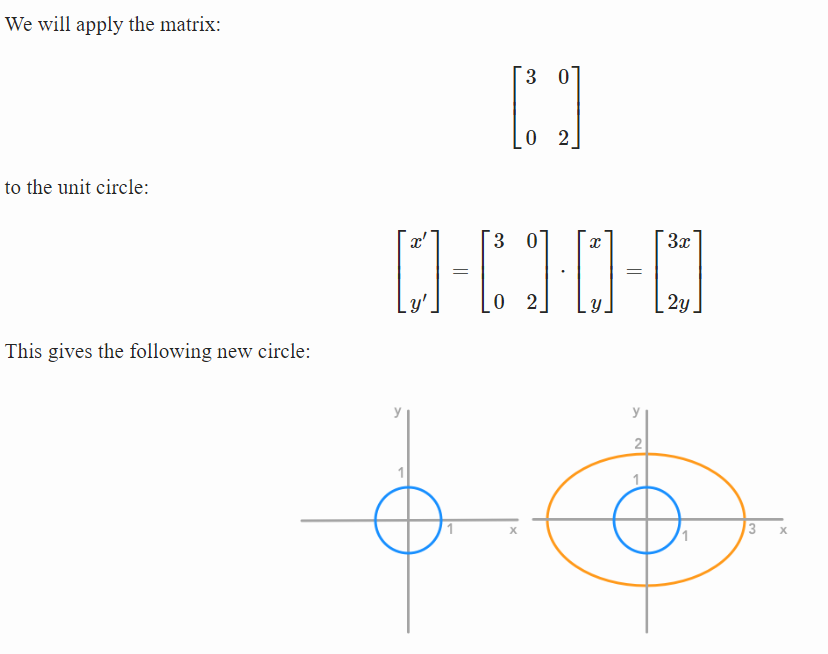 We will apply the matrix:
[3 0
0 2]
to the unit circle:
[x′
y′] = [3 0
0 2] · [x
y] = [3x
2y]
This gives the following new circle:
y
1
1
x
y
2
1
1
3
x